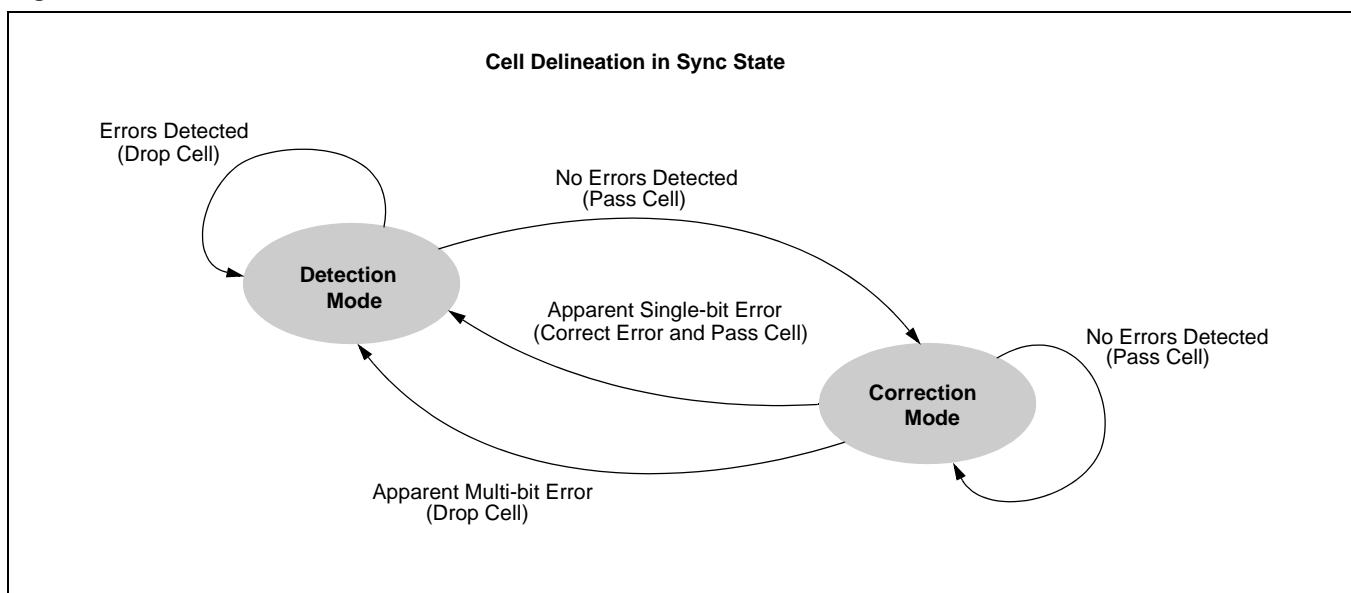 Cell Delineation in Sync State
Errors Detected
(Drop Cell)
No Errors Detected
(Pass Cell)
Detection
Mode
Apparent Single-bit Error
(Correct Error and Pass Cell)
No Errors Detected
(Pass Cell)
Correction
Mode
Apparent Multi-bit Error
(Drop Cell)